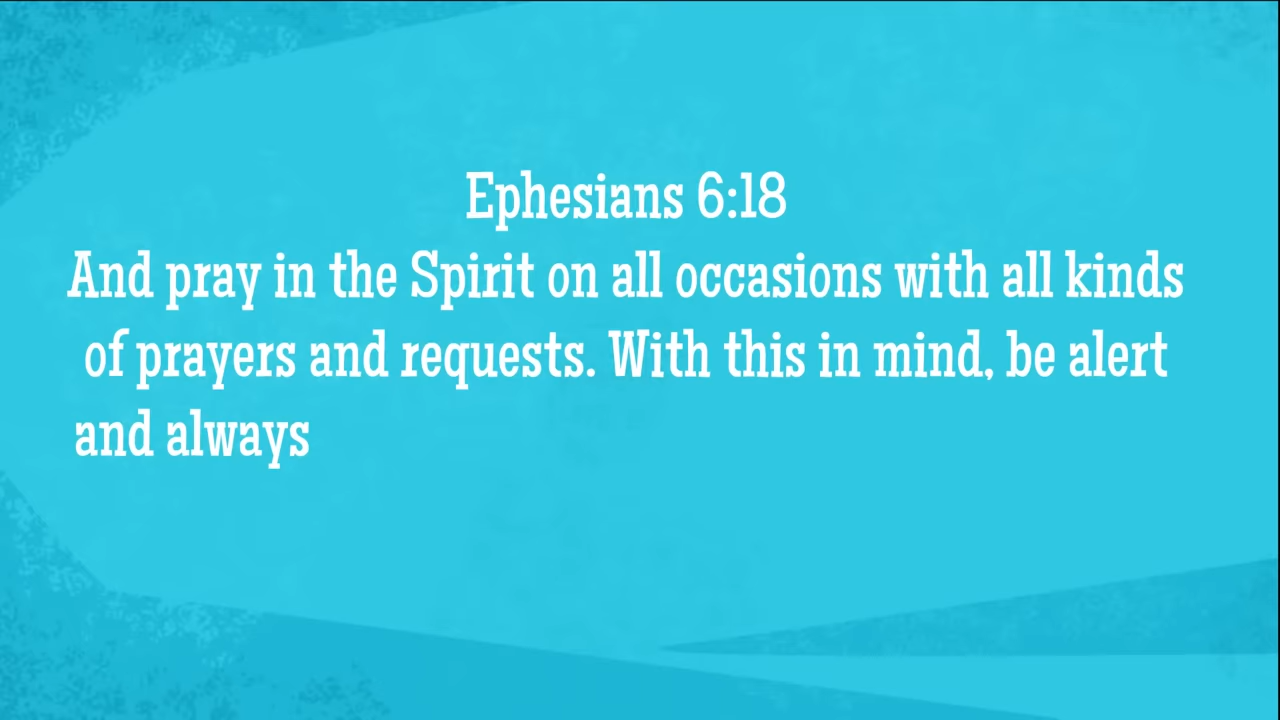 Ephesians 6:18
And pray in the Spirit on all occasions with all kinds
of prayers and requests. With this in mind, be alert
and always